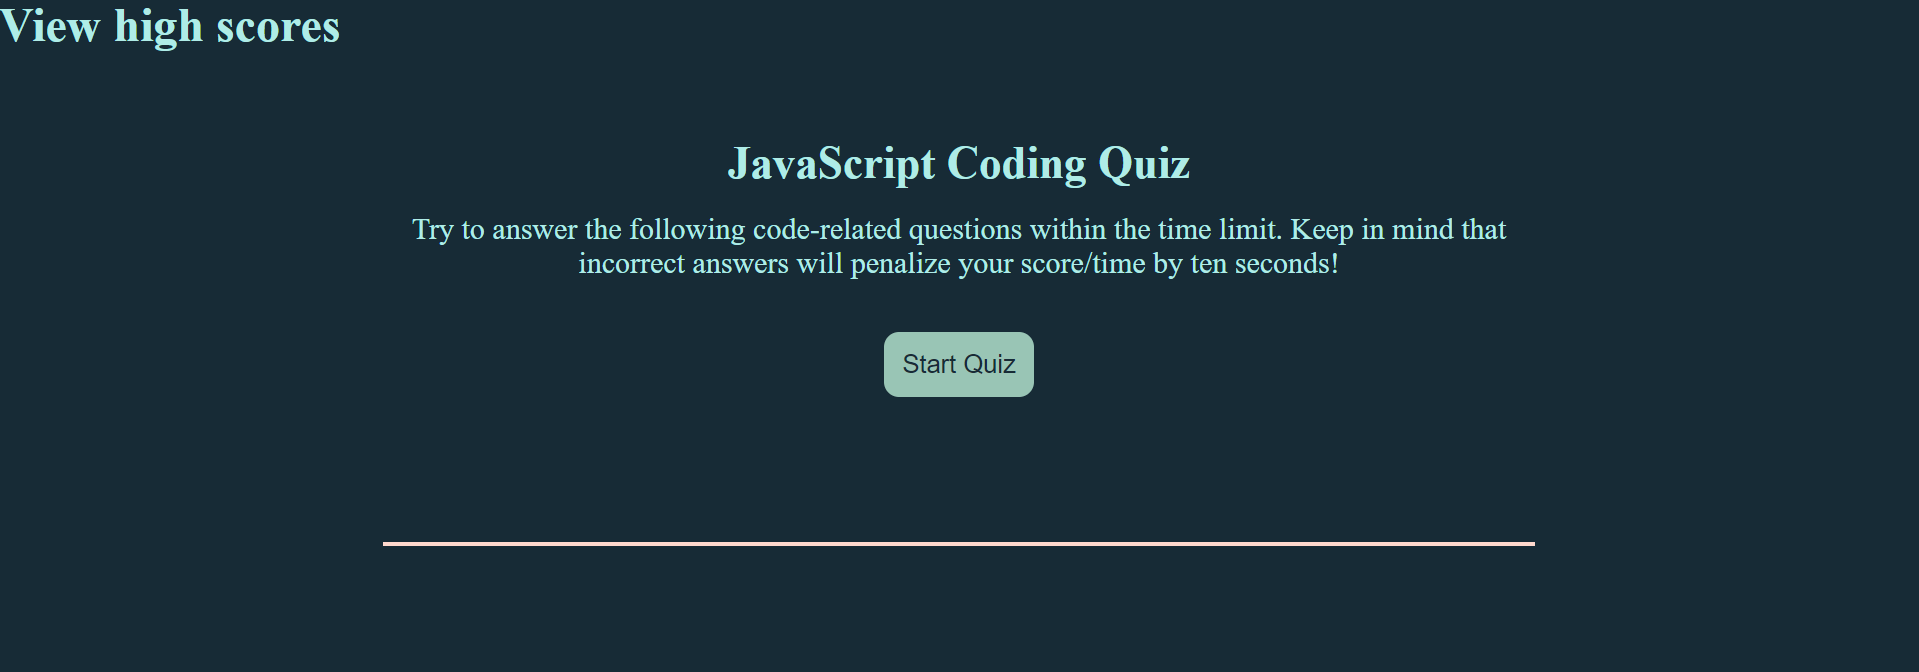 View high scores
JavaScript Coding Quiz
Try to answer the following code-related questions within the time limit. Keep in mind that
incorrect answers will penalize your score/time by ten seconds!
Start Quiz